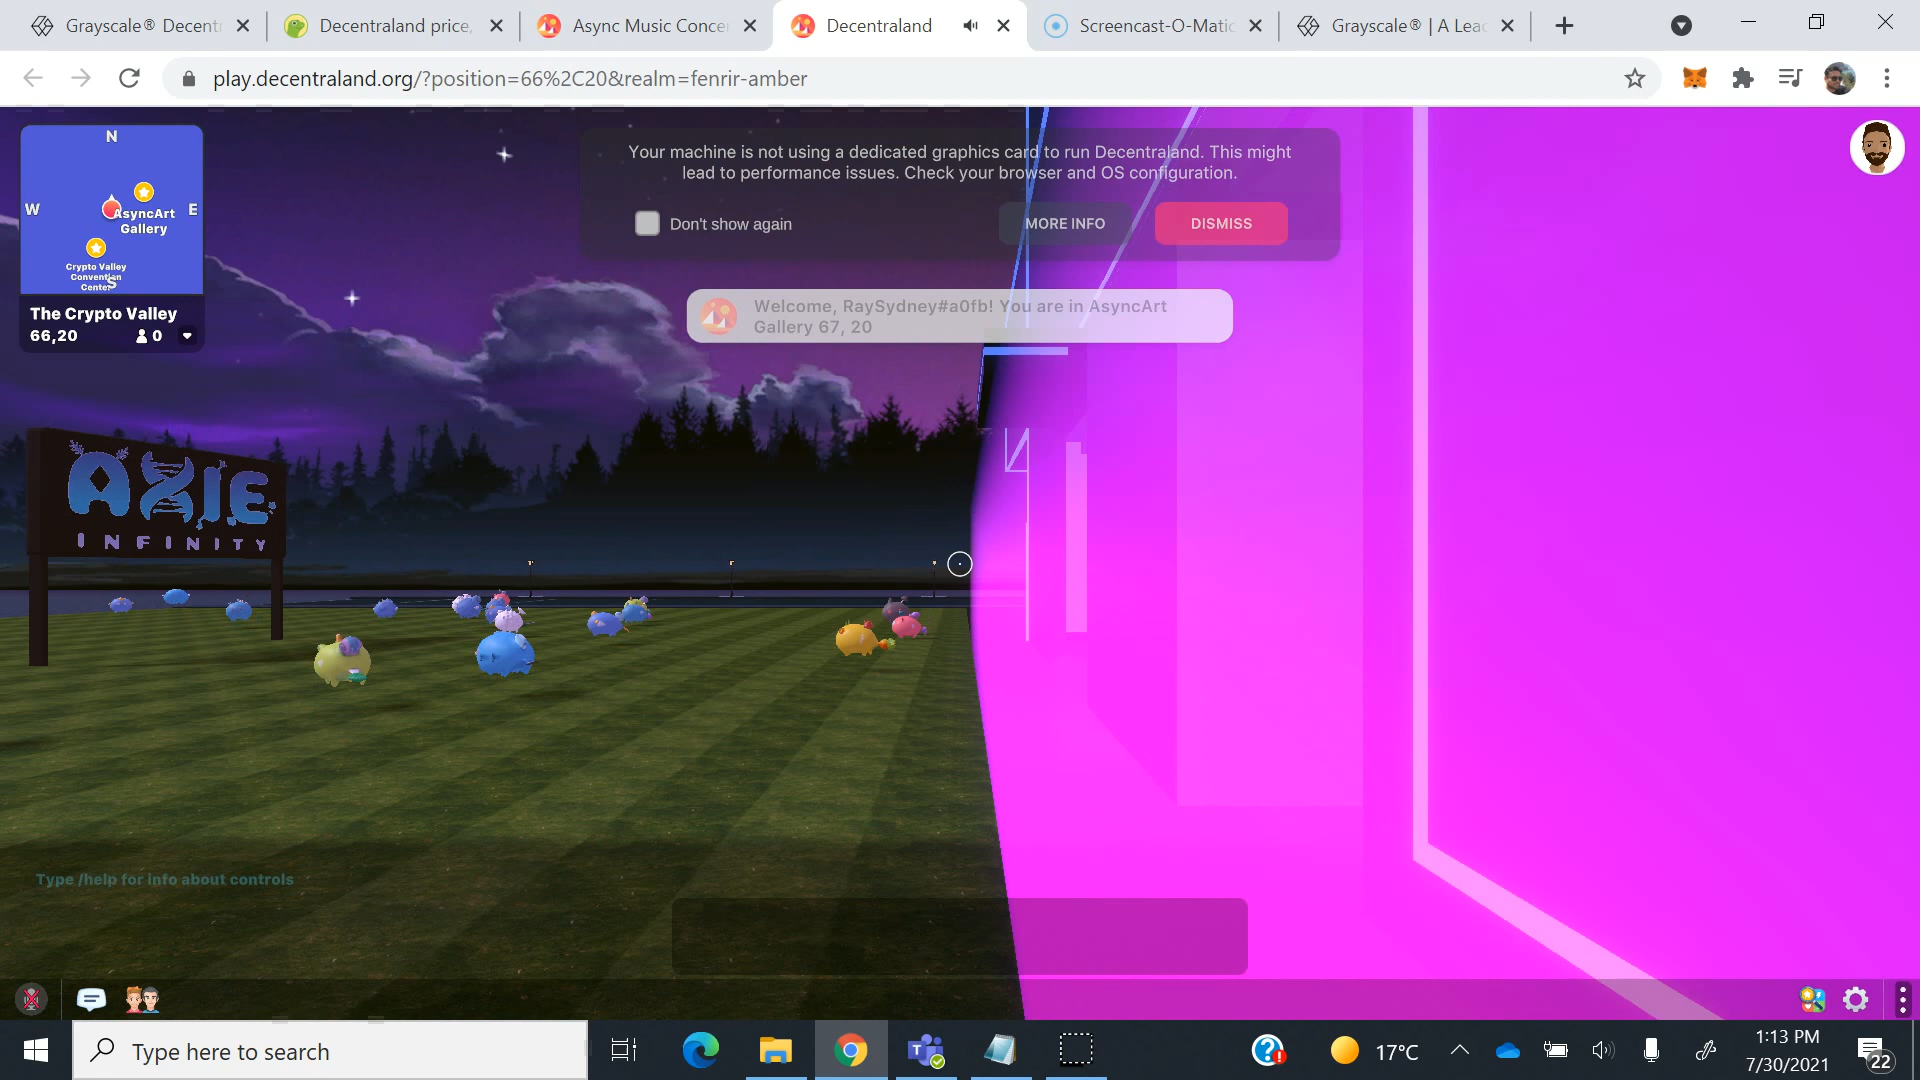 Grayscale® Decentr
Decentraland price,
Async Music Concer
Decentraland
Screencast-O-Matic
Grayscale® | A Lead
play.decentraland.org/?position=66%2C20&realm=fenrir-amber
N
W
E
AsyncArt
Gallery
Crypto Valley
Convention
Center
S
The Crypto Valley
66,20
0
Your machine is not using a dedicated graphics card to run Decentraland. This might
lead to performance issues. Check your browser and OS configuration.
Don't show again
MORE INFO
DISMISS
Welcome, RaySydney#a0fb! You are in AsyncArt
Gallery 67, 20
AXIE
INFINITY
Type /help for info about controls
Type here to search
17°C
1:13 PM
7/30/2021
22